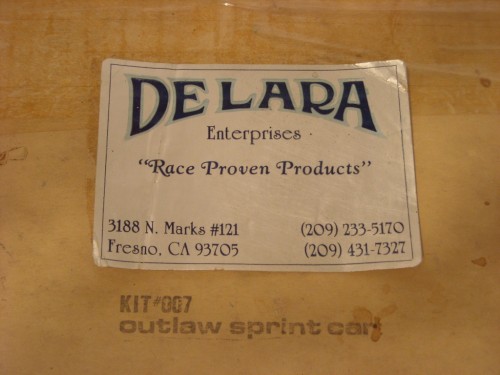 DE LARA
Enterprises
"Race Proven Products"
3188 N. Marks #121 (209) 233-5170
Fresno, CA 93705 (209) 431-7327
KIT#007
outlaw sprint car